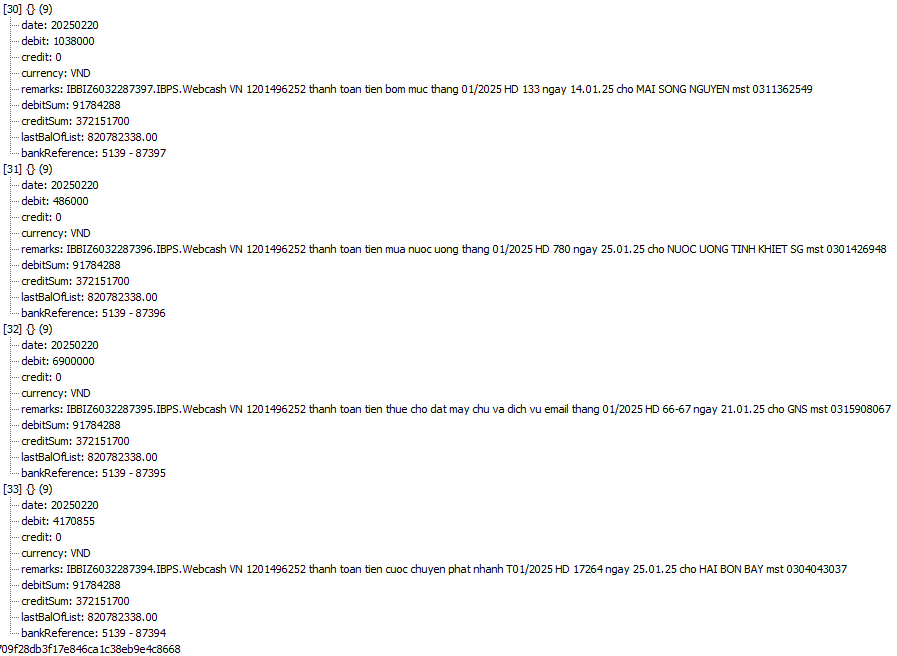 [30] {} (9)
date: 20250220
debit: 1038000
credit: 0
currency: VND
remarks: IBBIZ6032287397.IBPS.Webcash VN 1201496252 thanh toan tien bom muc thang 01/2025 HD 133 ngay 14.01.25 cho MAI SONG NGUYEN mst 0311362549
debitSum: 91784288
creditSum: 372151700
lastBalOfList: 820782338.00
bankReference: 5139 - 87397
[31] {} (9)
date: 20250220
debit: 486000
credit: 0
currency: VND
remarks: IBBIZ6032287396.IBPS.Webcash VN 1201496252 thanh toan tien mua nuoc uong thang 01/2025 HD 780 ngay 25.01.25 cho NUOC UONG TINH KHIET SG mst 0301426948
debitSum: 91784288
creditSum: 372151700
lastBalOfList: 820782338.00
bankReference: 5139 - 87396
[32] {} (9)
date: 20250220
debit: 6900000
credit: 0
currency: VND
remarks: IBBIZ6032287395.IBPS.Webcash VN 1201496252 thanh toan tien thue cho dat may chu va dich vu email thang 01/2025 HD 66-67 ngay 21.01.25 cho GNS mst 0315908067
debitSum: 91784288
creditSum: 372151700
lastBalOfList: 820782338.00
bankReference: 5139 - 87395
[33] {} (9)
date: 20250220
debit: 4170855
credit: 0
currency: VND
remarks: IBBIZ6032287394.IBPS.Webcash VN 1201496252 thanh toan tien cuoc chuyen phat nhanh T01/2025 HD 17264 ngay 25.01.25 cho HAI BON BAY mst 0304043037
debitSum: 91784288
creditSum: 372151700
lastBalOfList: 820782338.00
bankReference: 5139 - 87394
709f28db3f17e846ca1c38eb9e4c8668